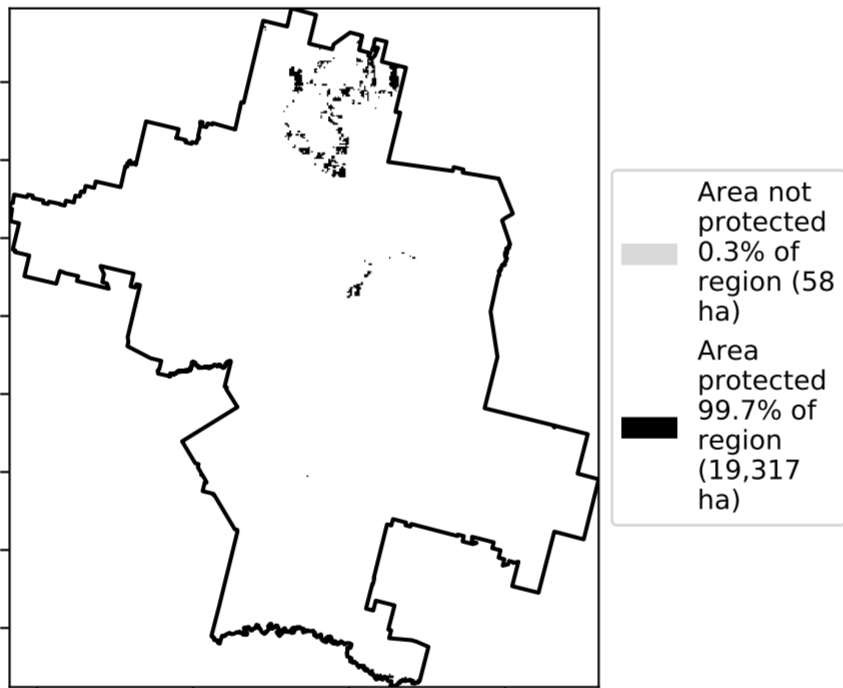 Area not
protected
0.3% of
region (58
ha)
Area
protected
99.7% of
region
(19,317
ha)